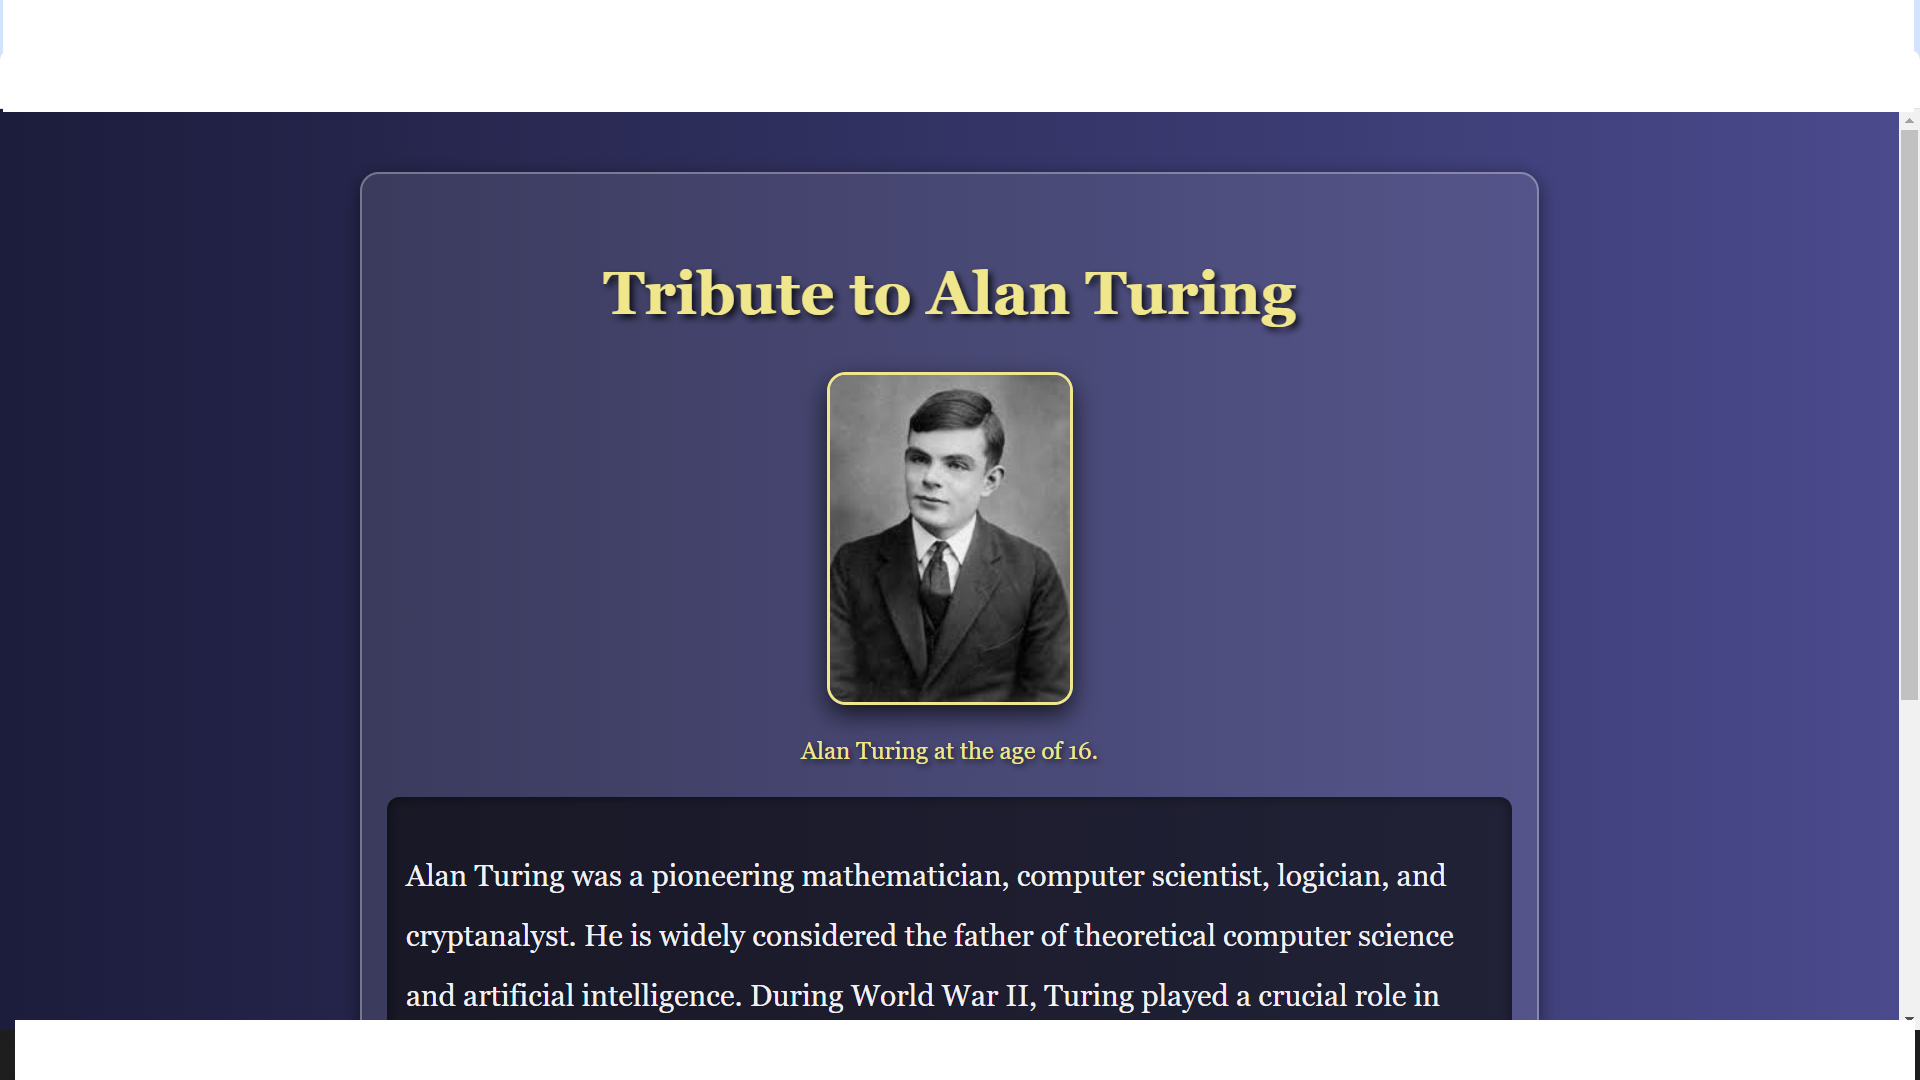 Tribute to Alan Turing
Alan Turing at the age of 16.
Alan Turing was a pioneering mathematician, computer scientist, logician, and
cryptanalyst. He is widely considered the father of theoretical computer science
and artificial intelligence. During World War II, Turing played a crucial role in